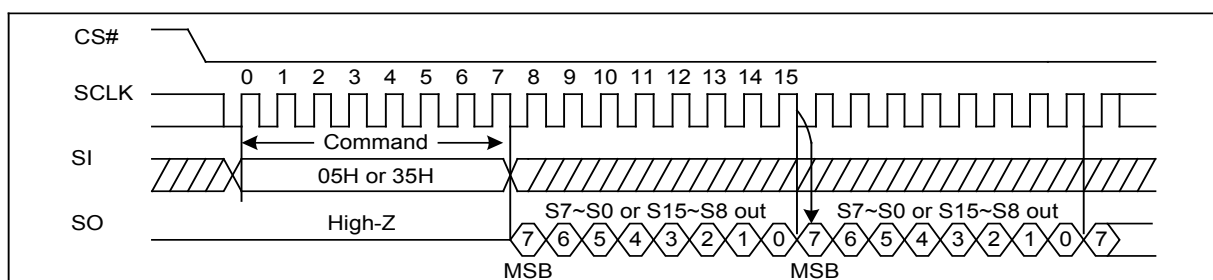 CS#
0 1 2 3 4 5 6 7 8 9 10 11 12 13 14 15
SCLK
Command
SI
05H or 35H
S7~S0 or S15~S8 out S7~S0 or S15~S8 out
SO High-Z
7 6 5 4 3 2 1 0 7 6 5 4 3 2 1 0 7
MSB MSB